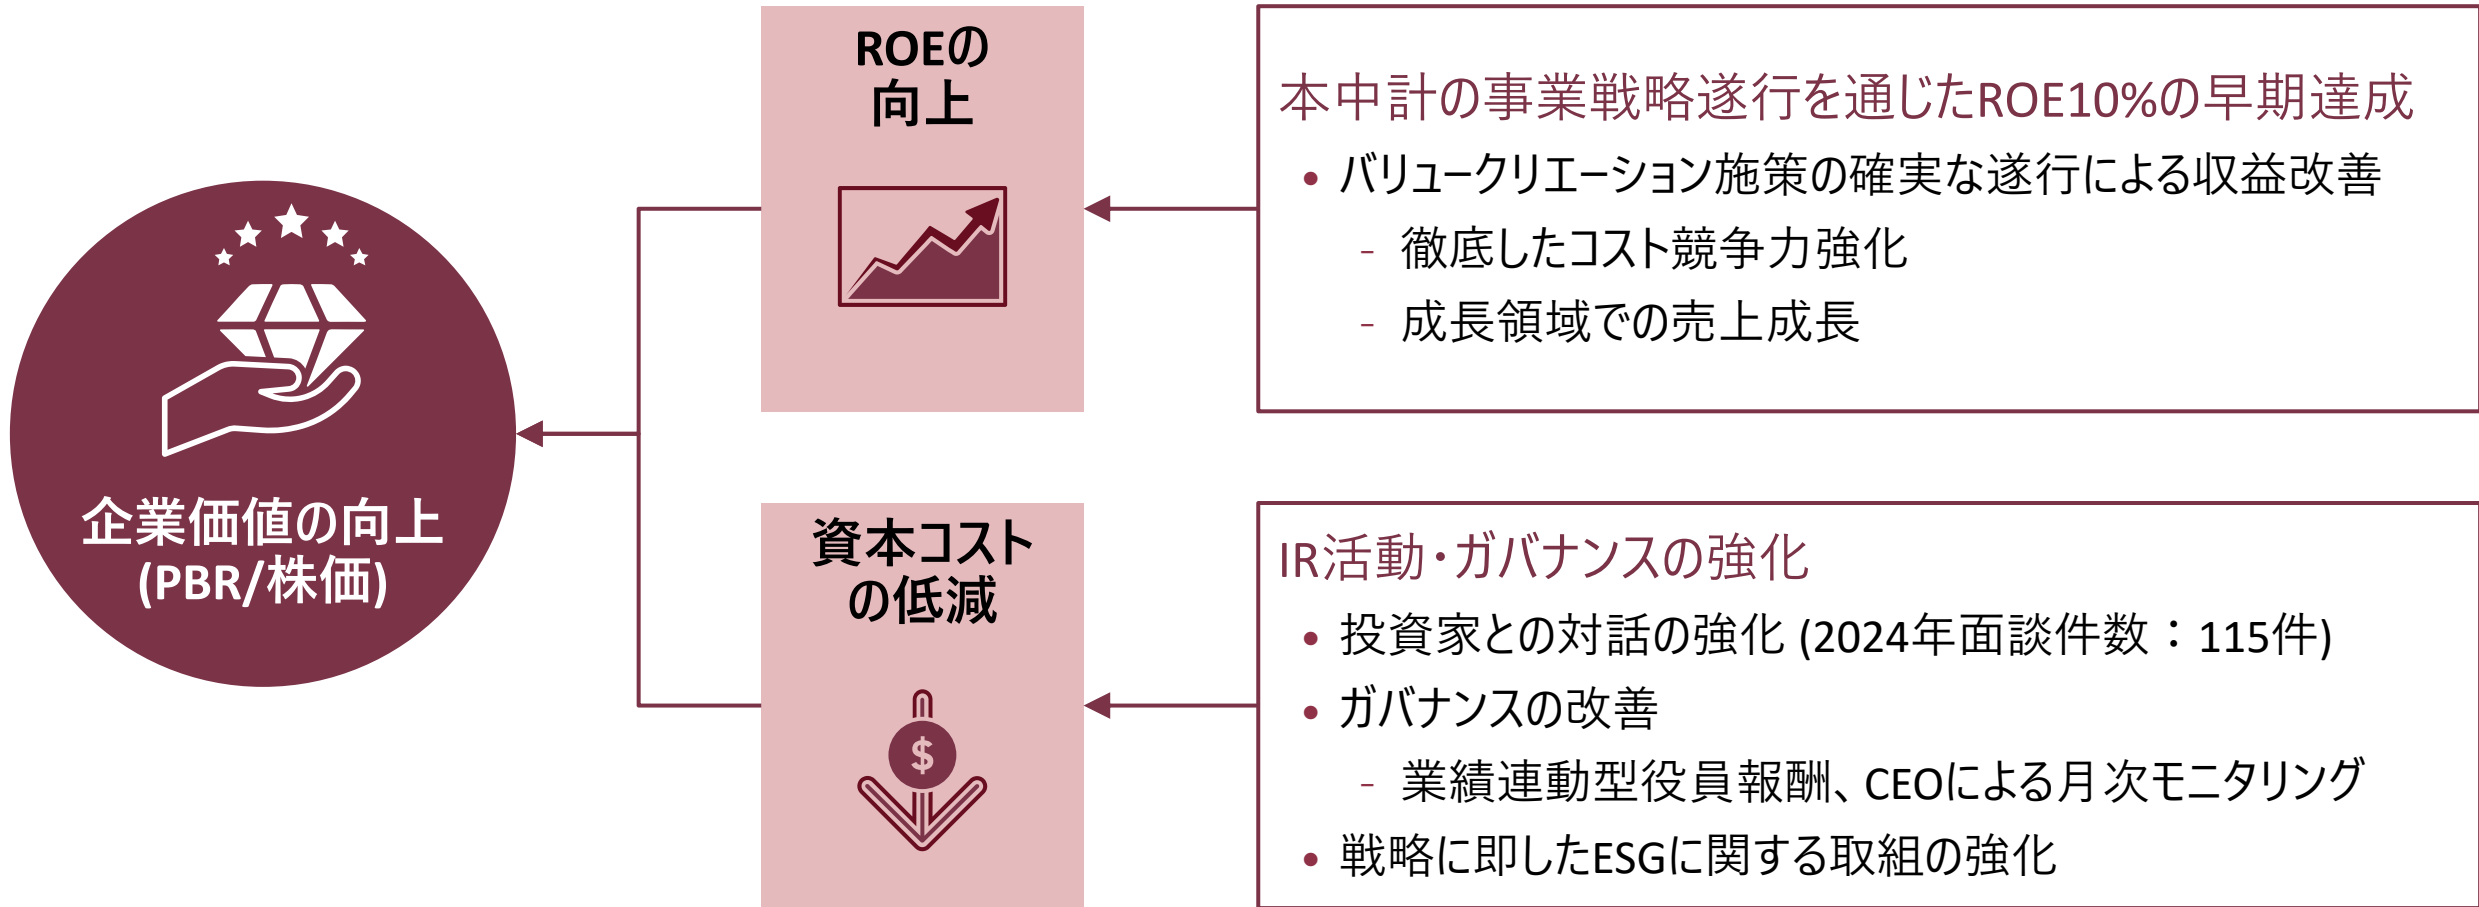 企業価値の向上
(PBR/株価)
ROEの
向上
本中計の事業戦略遂行を通じたROE10%の早期達成
• バリュークリエーション施策の確実な遂行による収益改善
- 徹底したコスト競争力強化
- 成長領域での売上成長
資本コスト
の低減
$
IR活動・ガバナンスの強化
• 投資家との対話の強化 (2024年面談件数：115件)
• ガバナンスの改善
- 業績連動型役員報酬、CEOによる月次モニタリング
• 戦略に即したESGに関する取組の強化